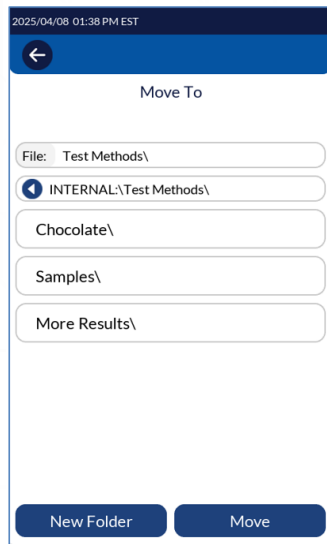 2025/04/08 01:38 PM EST
Move To
File: Test Methods\
INTERNAL:\Test Methods\
Chocolate\
Samples\
More Results\
New Folder Move